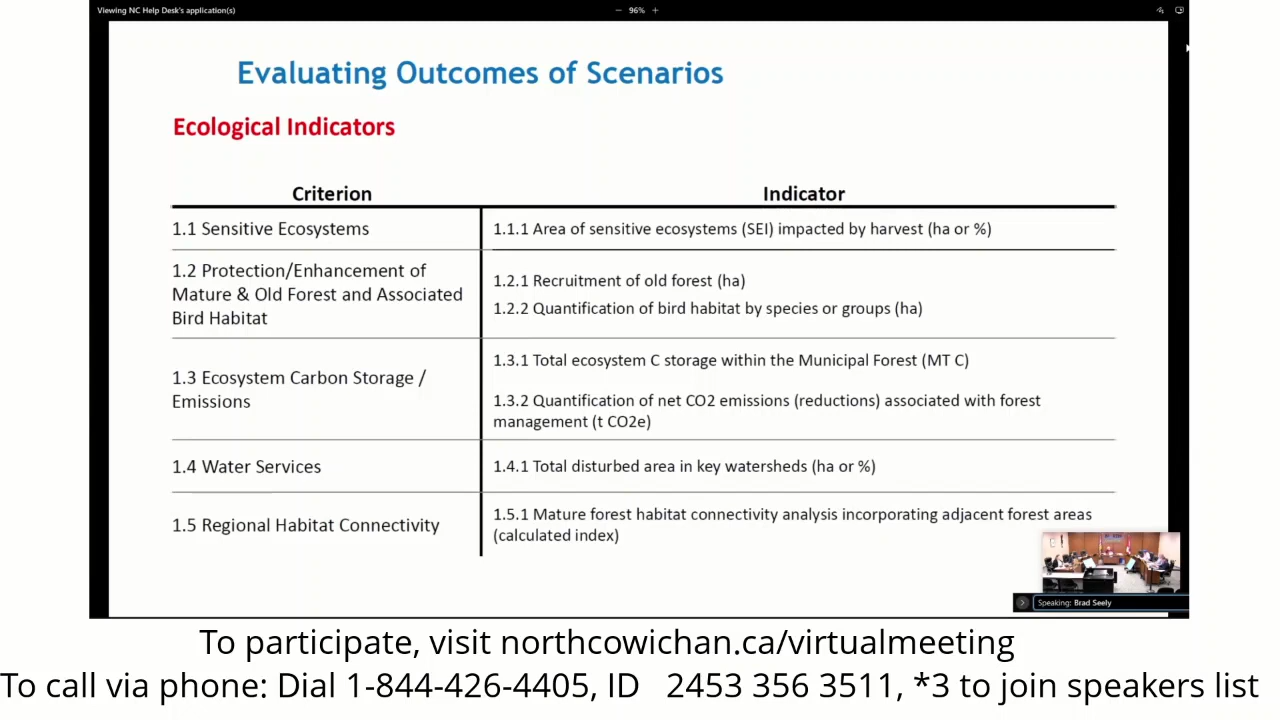 Viewing NC Help Desk's application(s)
− 96% +
Evaluating Outcomes of Scenarios
Ecological Indicators
Criterion
Indicator
1.1 Sensitive Ecosystems
1.1.1 Area of sensitive ecosystems (SEI) impacted by harvest (ha or %)
1.2 Protection/Enhancement of
Mature & Old Forest and Associated
Bird Habitat
1.2.1 Recruitment of old forest (ha)
1.2.2 Quantification of bird habitat by species or groups (ha)
1.3 Ecosystem Carbon Storage /
Emissions
1.3.1 Total ecosystem C storage within the Municipal Forest (MT C)
1.3.2 Quantification of net CO2 emissions (reductions) associated with forest
management (t CO2e)
1.4 Water Services
1.4.1 Total disturbed area in key watersheds (ha or %)
1.5 Regional Habitat Connectivity
1.5.1 Mature forest habitat connectivity analysis incorporating adjacent forest areas
(calculated index)
Speaking: Brad Seely
To participate, visit northcowichan.ca/virtualmeeting
To call via phone: Dial 1-844-426-4405, ID 2453 356 3511, *3 to join speakers list